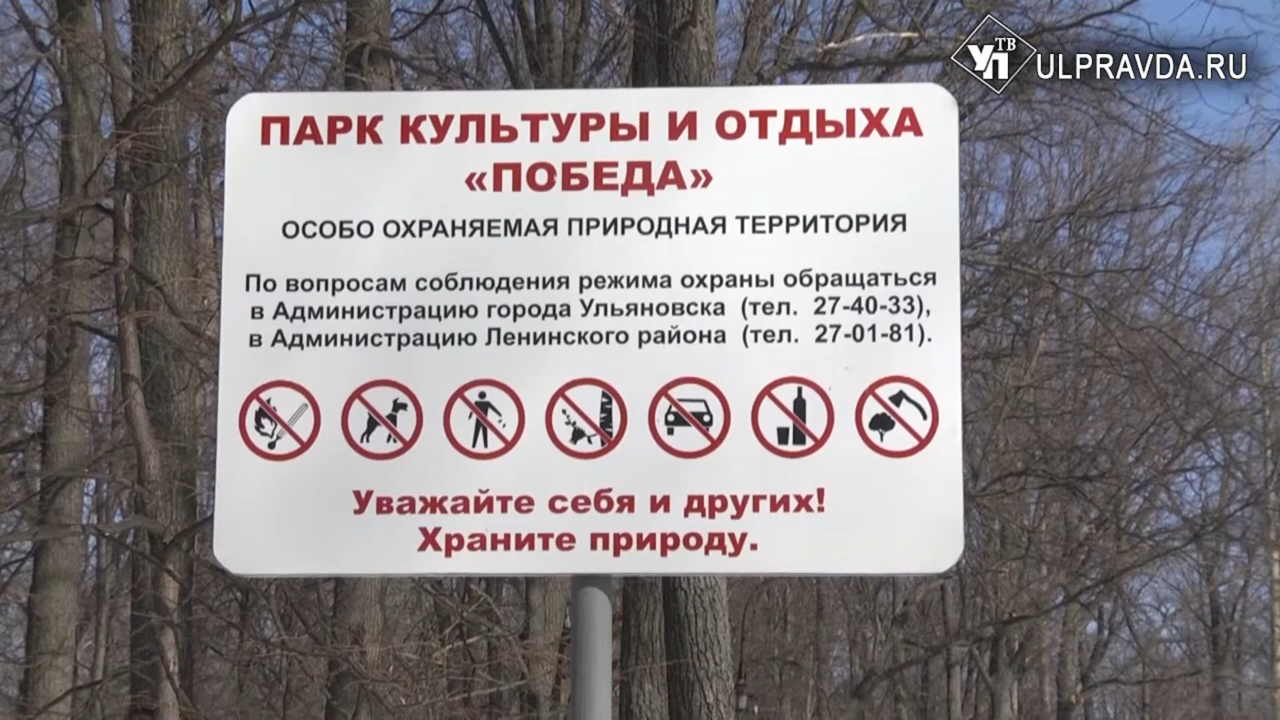 УП ТВ ULPRAVDA.RU
ПАРК КУЛЬТУРЫ И ОТДЫХА
«ПОБЕДА»
ОСОБО ОХРАНЯЕМАЯ ПРИРОДНАЯ ТЕРРИТОРИЯ
По вопросам соблюдения режима охраны обращаться
в Администрацию города Ульяновска (тел. 27-40-33),
в Администрацию Ленинского района (тел. 27-01-81).
Уважайте себя и других!
Храните природу.